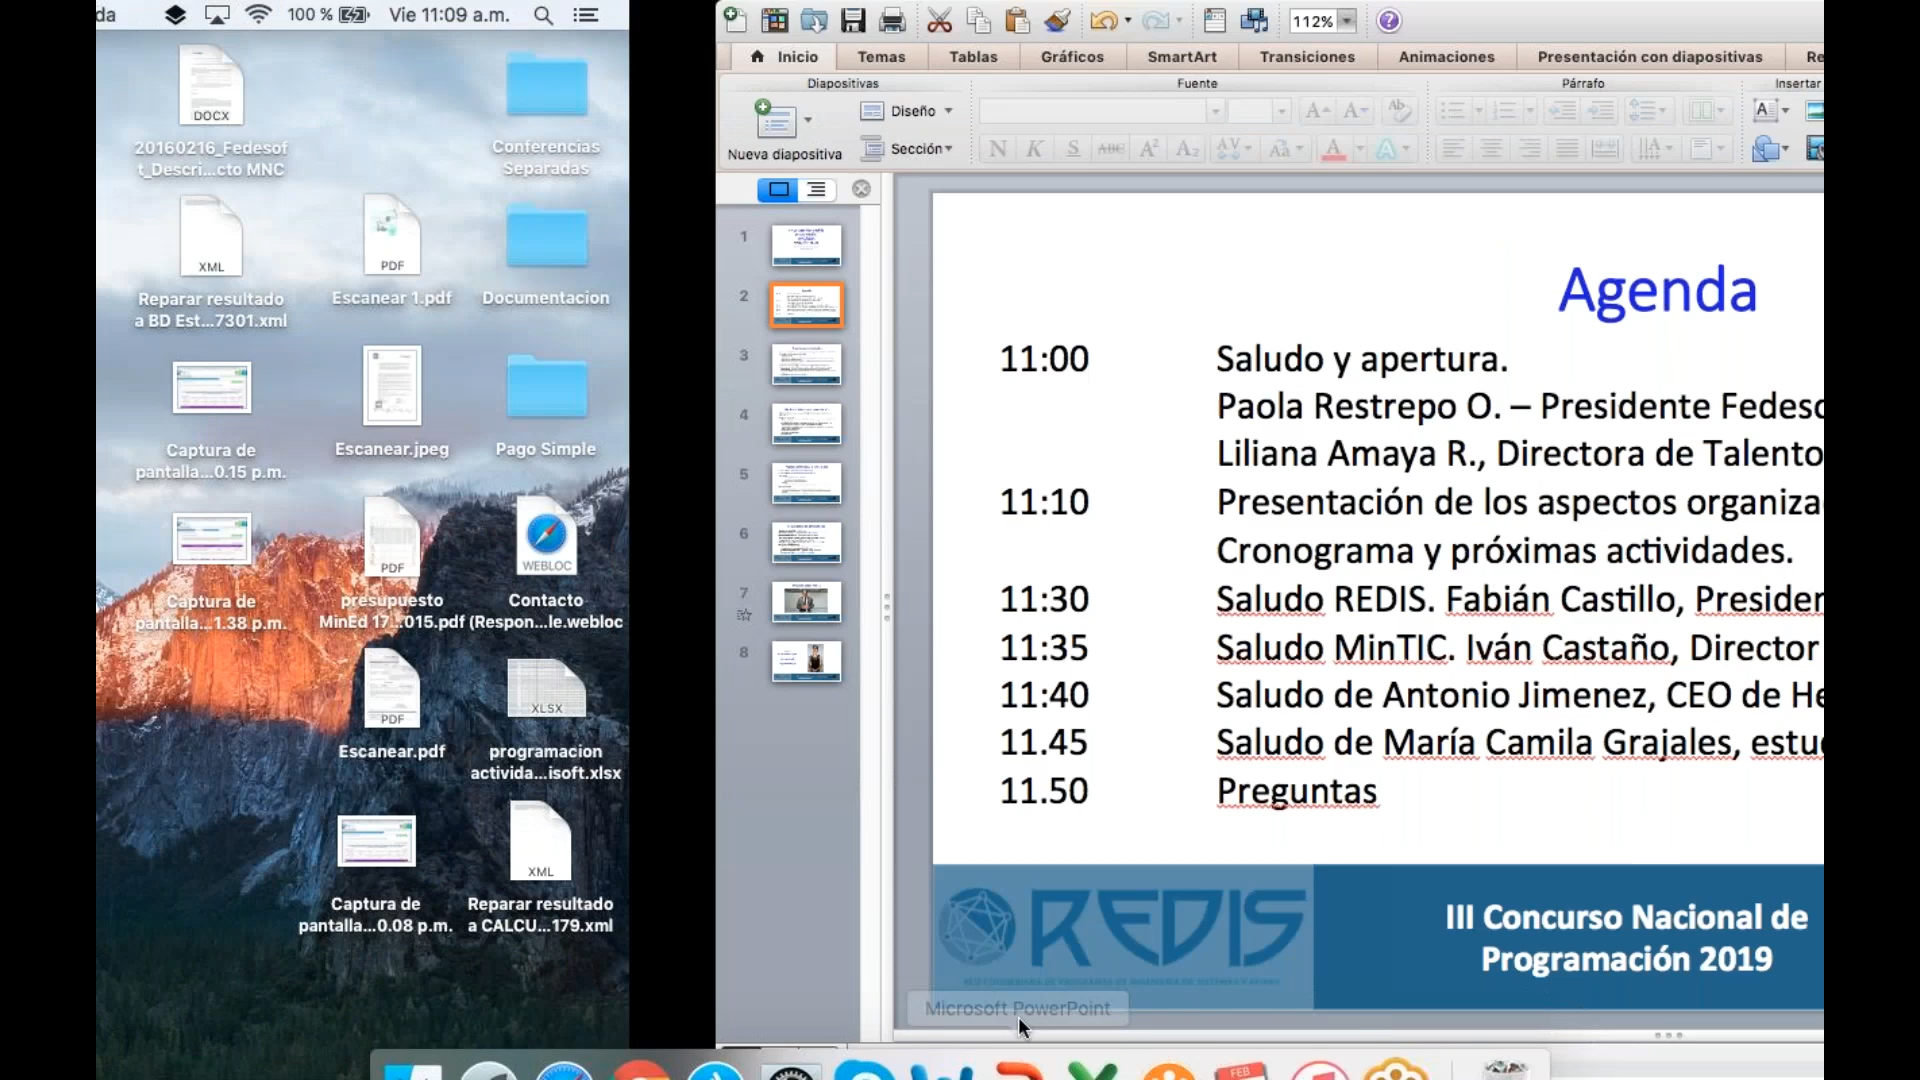 da
100 %
Vie 11:09 a.m.
DOCX
20160216_Fedesof
t_Descri...cto MNC
Conferencias
Separadas
XML
Reparar resultado
a BD Est...7301.xml
PDF
Escanear 1.pdf
Documentacion
Captura de
pantalla...0.15 p.m.
Escanear.jpeg
Pago Simple
Captura de
pantalla...1.38 p.m.
PDF
presupuesto
MinEd 17...015.pdf
WEBLOC
Contacto
(Respon...le.webloc
PDF
Escanear.pdf
XLSX
programacion
activida...isoft.xlsx
Captura de
pantalla...0.08 p.m.
XML
Reparar resultado
a CALCU...179.xml
FEB
112%
Inicio
Temas
Tablas
Gráficos
SmartArt
Transiciones
Animaciones
Presentación con diapositivas
Re
Diapositivas
Fuente
Párrafo
Insertar
Nueva diapositiva
Diseño
Sección
N K S ABC A² A₂ AV Aa A A
1
2
3
4
5
6
7
8
Agenda
11:00 Saludo y apertura.
Paola Restrepo O. – Presidente Fedeso
Liliana Amaya R., Directora de Talento
11:10 Presentación de los aspectos organiza
Cronograma y próximas actividades.
11:30 Saludo REDIS. Fabián Castillo, Presiden
11:35 Saludo MinTIC. Iván Castaño, Director
11:40 Saludo de Antonio Jimenez, CEO de He
11.45 Saludo de María Camila Grajales, estu
11.50 Preguntas
REDIS
III Concurso Nacional de
Programación 2019
Microsoft PowerPoint